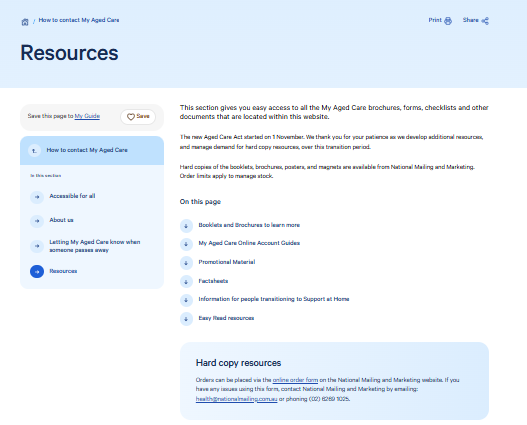 / How to contact My Aged Care
Print
Share
Resources
Save this page to My Guide
Save
1. How to contact My Aged Care
In this section
Accessible for all
About us
Letting My Aged Care know when
someone passes away
Resources
This section gives you easy access to all the My Aged Care brochures, forms, checklists and other
documents that are located within this website.
The new Aged Care Act started on 1 November. We thank you for your patience as we develop additional resources,
and manage demand for hard copy resources, over this transition period.
Hard copies of the booklets, brochures, posters, and magnets are available from National Mailing and Marketing.
Order limits apply to manage stock.
On this page
Booklets and Brochures to learn more
My Aged Care Online Account Guides
Promotional Material
Factsheets
Information for people transitioning to Support at Home
Easy Read resources
Hard copy resources
Orders can be placed via the online order form on the National Mailing and Marketing website. If you
have any issues using this form, contact National Mailing and Marketing by emailing:
health@nationalmailing.com.au or phoning (02) 6269 1025.